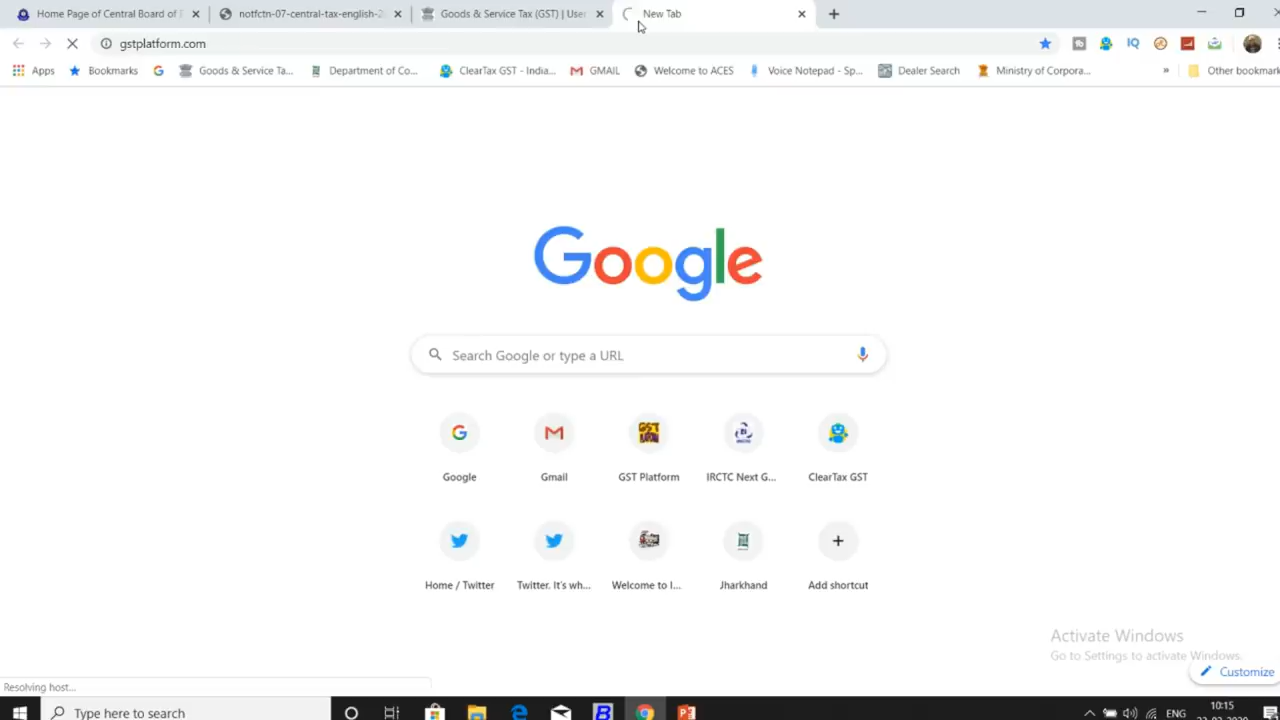 Home Page of Central Board of
notfctn-07-central-tax-english-2
Goods & Service Tax (GST) | User
New Tab
gstplatform.com
Apps
Bookmarks
Goods & Service Ta...
Department of Co...
ClearTax GST - India...
GMAIL
Welcome to ACES
Voice Notepad - Sp...
Dealer Search
Ministry of Corpora...
»
Other bookmark
Google
Search Google or type a URL
Google
Gmail
GST Platform
IRCTC Next G...
ClearTax GST
Home / Twitter
Twitter. It's wh...
Welcome to I...
Jharkhand
Add shortcut
Activate Windows
Go to Settings to activate Windows.
Customize
Resolving host...
Type here to search
ENG
10:15